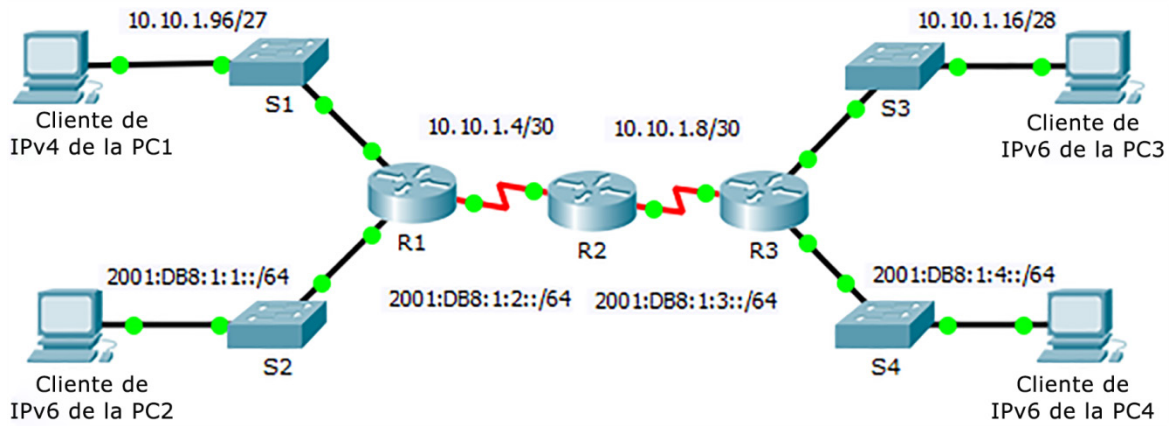 10.10.1.96/27
10.10.1.16/28
S1
S3
Cliente de
IPv4 de la PC1
Cliente de
IPv6 de la PC3
10.10.1.4/30
10.10.1.8/30
R1
R2
R3
2001:DB8:1:1::/64
2001:DB8:1:2::/64
2001:DB8:1:3::/64
2001:DB8:1:4::/64
S2
S4
Cliente de
IPv6 de la PC2
Cliente de
IPv6 de la PC4